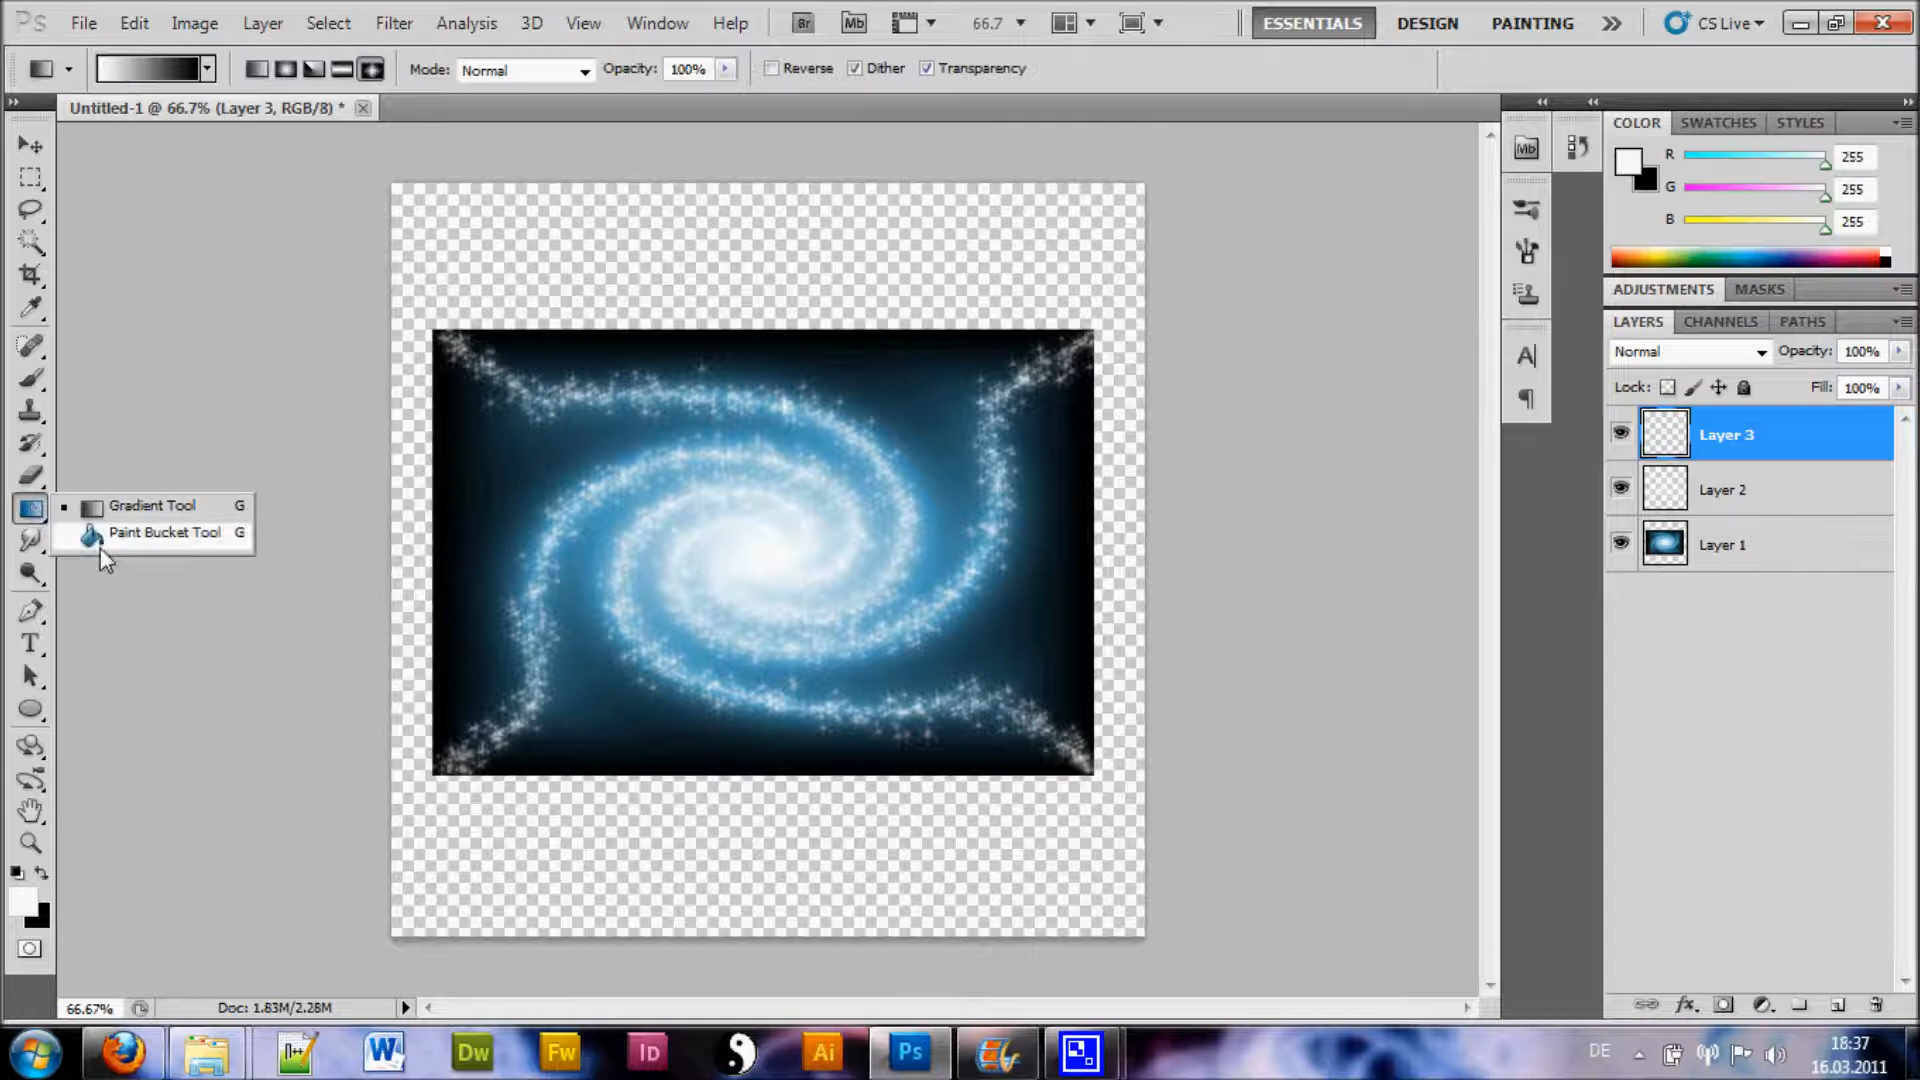 Ps File Edit Image Layer Select Filter Analysis 3D View Window Help Br Mb 66.7 ESSENTIALS DESIGN PAINTING CS Live
Mode: Normal Opacity: 100% Reverse Dither Transparency
Untitled-1 @ 66.7% (Layer 3, RGB/8) *
COLOR SWATCHES STYLES
Mb
R 255
G 255
B 255
ADJUSTMENTS MASKS
LAYERS CHANNELS PATHS
Normal Opacity: 100%
A
Lock: Fill: 100%
Layer 3
Layer 2
Layer 1
Gradient Tool G
Paint Bucket Tool G
T
66.67% Doc: 1.83M/2.28M
fx
W Dw Fw Id Ai Ps
DE
18:37
16.03.2011